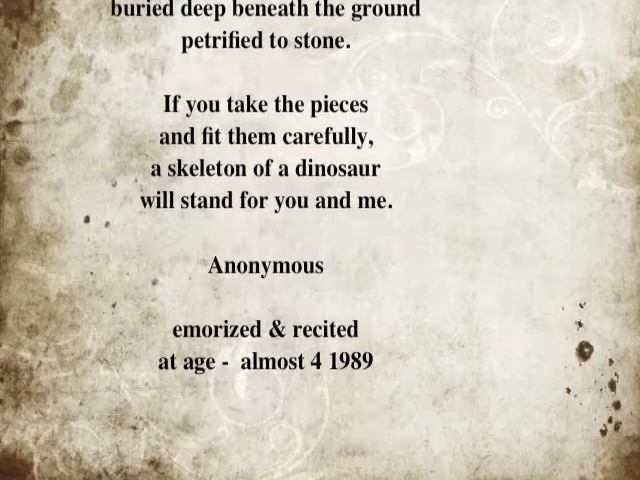 buried deep beneath the ground
petrified to stone.
If you take the pieces
and fit them carefully,
a skeleton of a dinosaur
will stand for you and me.
Anonymous
emorized & recited
at age - almost 4 1989